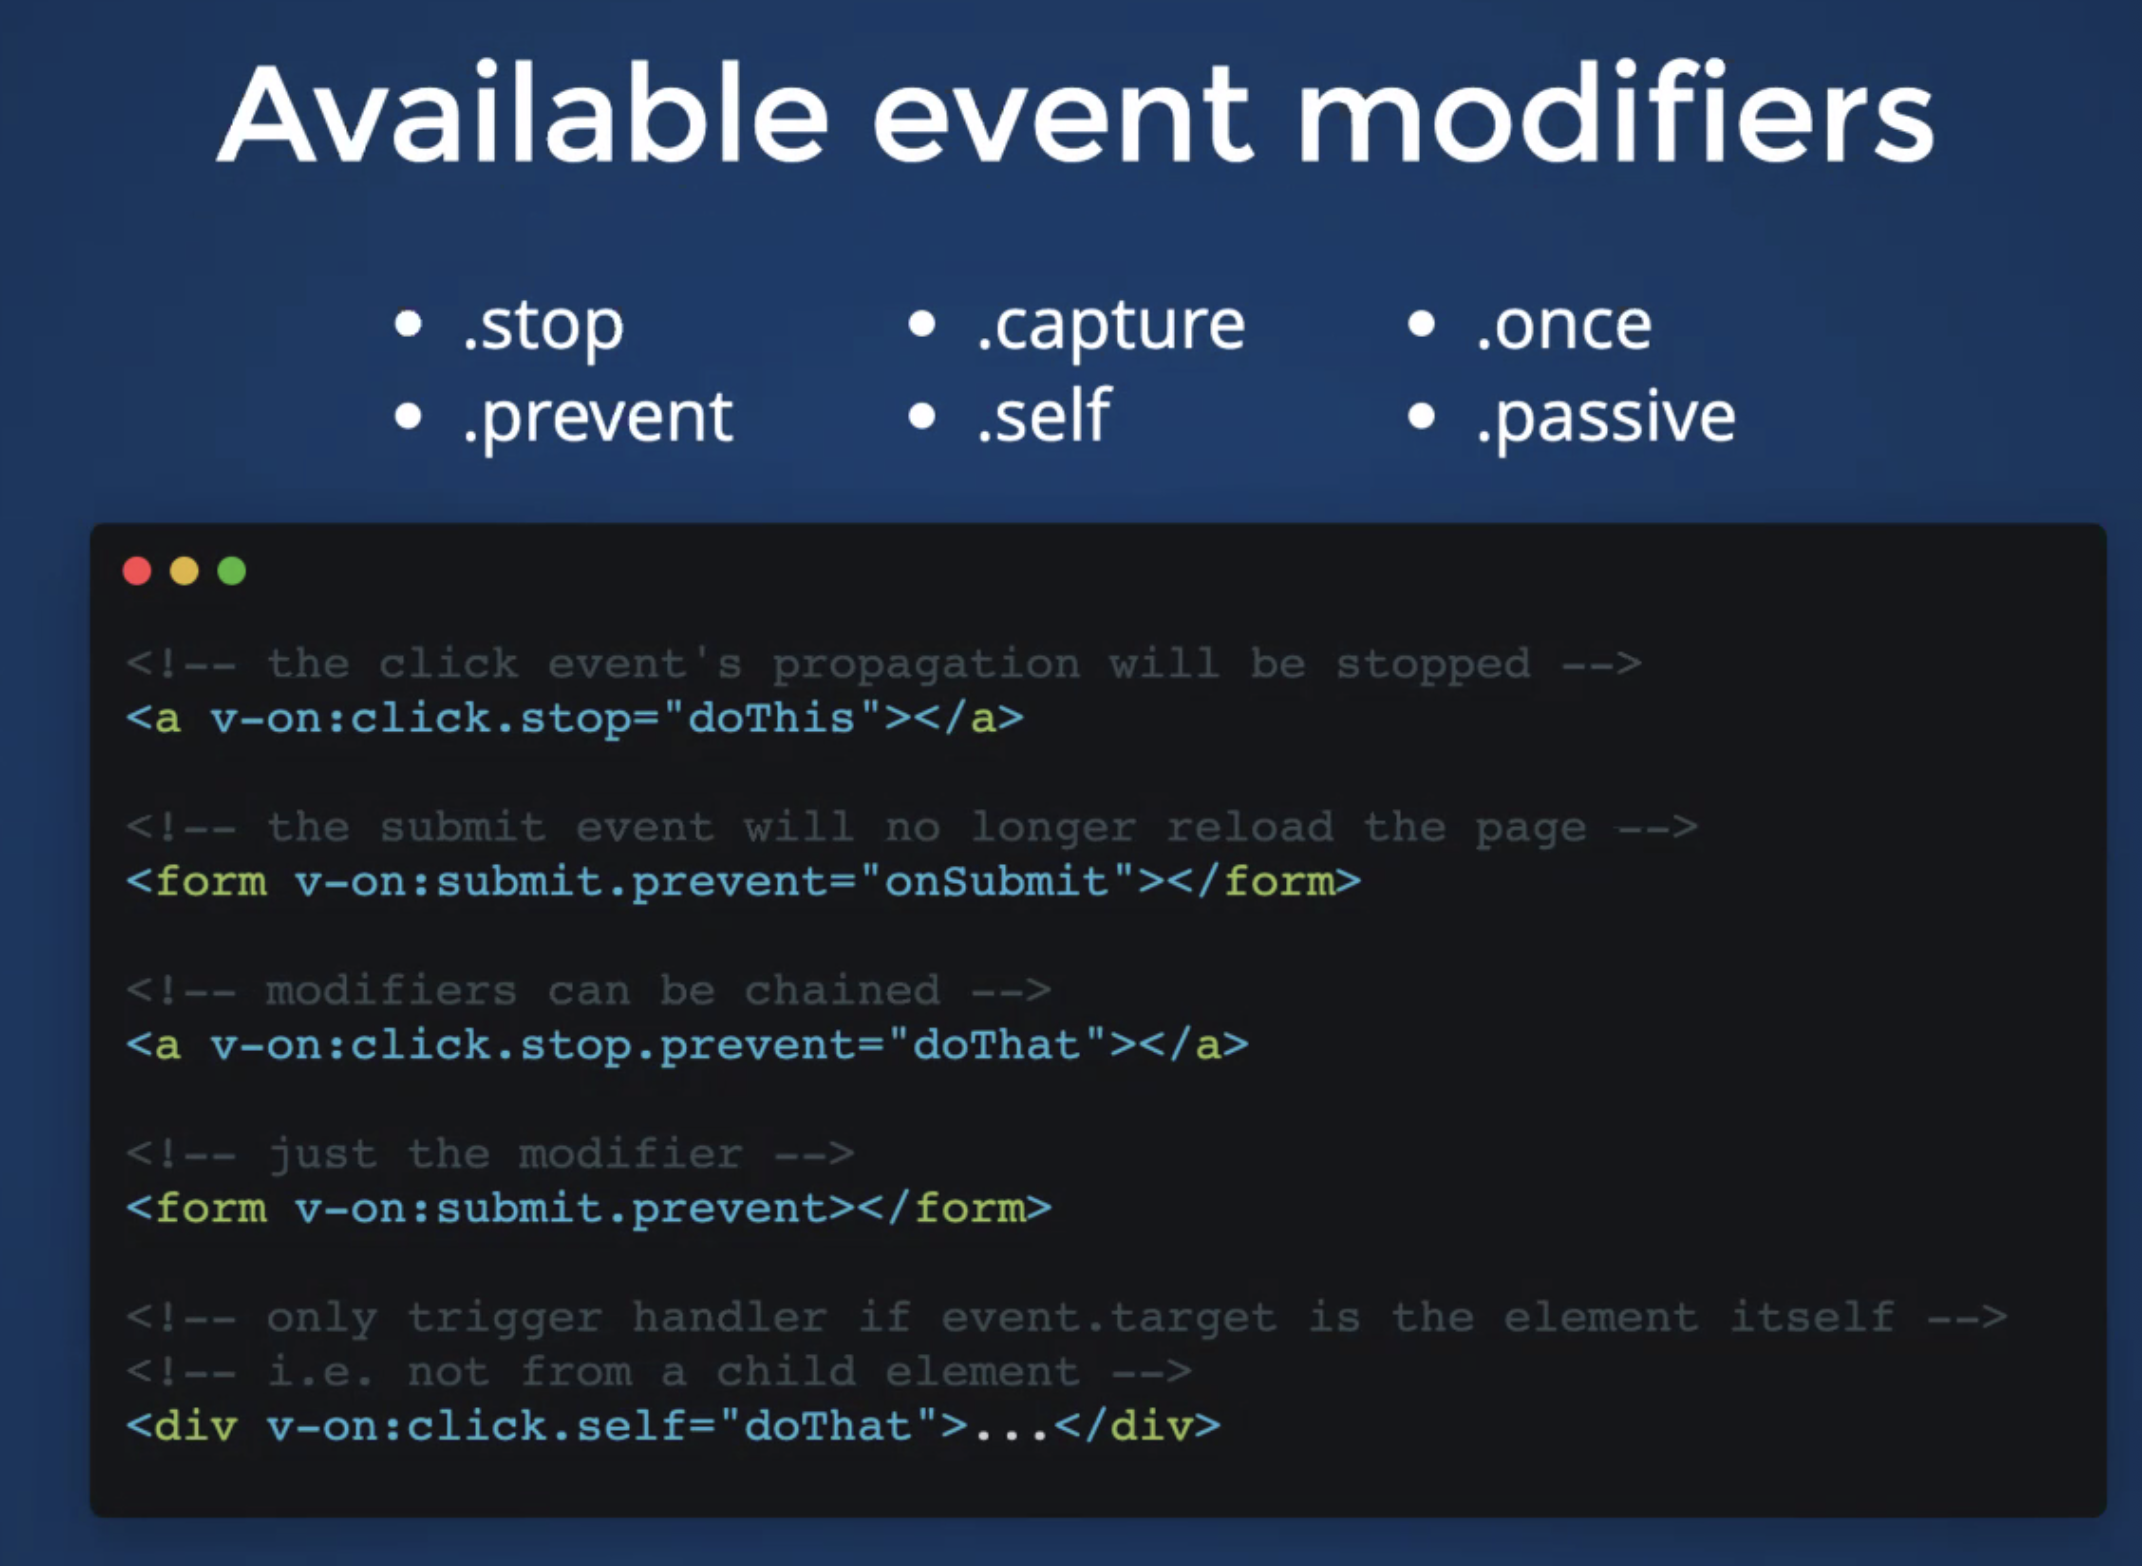 Available event modifiers
.stop
.prevent
.capture
.self
.once
.passive
<!-- the click event's propagation will be stopped -->
<a v-on:click.stop="doThis"></a>
<!-- the submit event will no longer reload the page -->
<form v-on:submit.prevent="onSubmit"></form>
<!-- modifiers can be chained -->
<a v-on:click.stop.prevent="doThat"></a>
<!-- just the modifier -->
<form v-on:submit.prevent></form>
<!-- only trigger handler if event.target is the element itself -->
<!-- i.e. not from a child element -->
<div v-on:click.self="doThat">...</div>